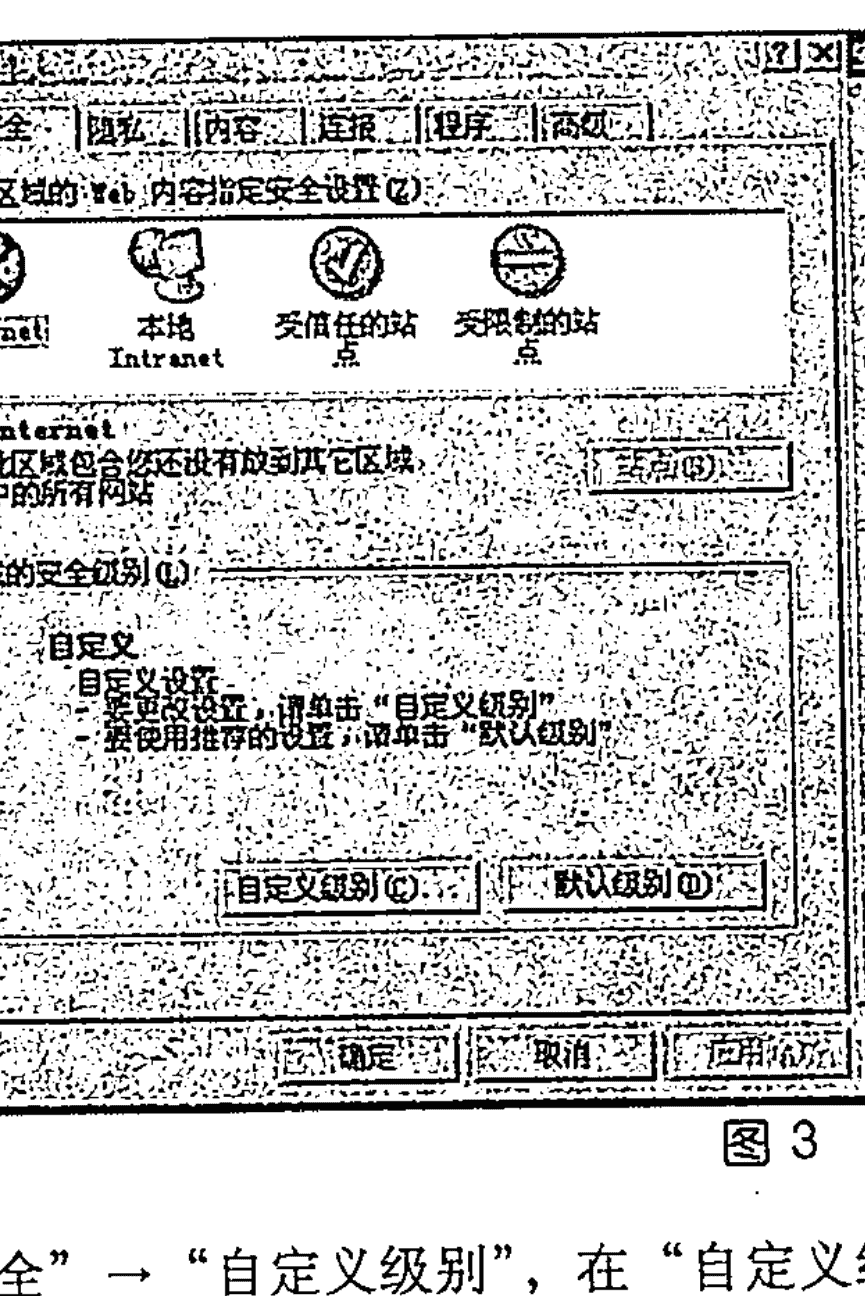 全 隐私 内容 连接 程序 高级
区域的 Web 内容指定安全设置(Z)
本地 受信任的站 受限制的站
net Intranet 点 点
nternet
此区域包含您还没有放到其它区域
中的所有网站
站点(S)...
的安全级别(L)
自定义
自定义设置
- 要更改设置，请单击“自定义级别”
- 要使用推荐的设置，请单击“默认级别”
自定义级别(C)... 默认级别(D)
确定 取消 应用(A)
图 3
全” → “自定义级别”，在 “自定义级